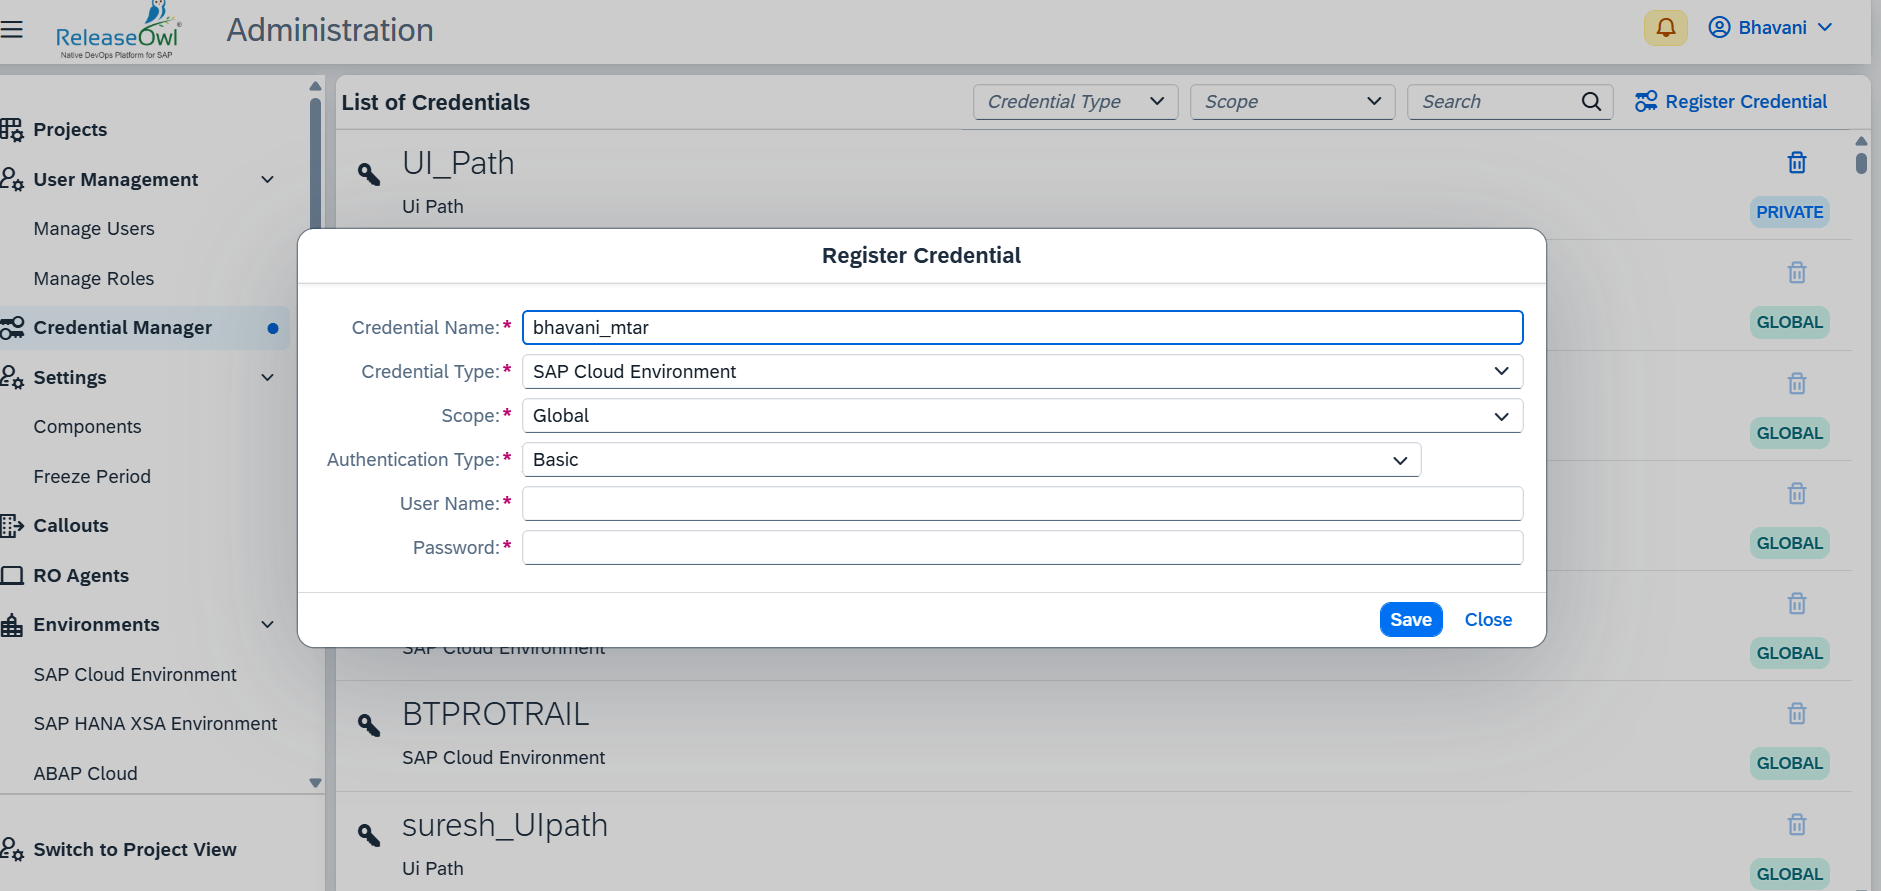 ReleaseOwl
Native DevOps Platform for SAP
Administration
Bhavani
Projects
User Management
Manage Users
Manage Roles
Credential Manager
Settings
Components
Freeze Period
Callouts
RO Agents
Environments
SAP Cloud Environment
SAP HANA XSA Environment
ABAP Cloud
Switch to Project View
List of Credentials
Credential Type
Scope
Search
Register Credential
UI_Path
Ui Path
PRIVATE
GLOBAL
GLOBAL
GLOBAL
Register Credential
Credential Name:* bhavani_mtar
Credential Type:* SAP Cloud Environment
Scope:* Global
Authentication Type:* Basic
User Name:*
Password:*
Save Close
SAP Cloud Environment
GLOBAL
BTPROTRAIL
SAP Cloud Environment
GLOBAL
suresh_UIpath
Ui Path
GLOBAL